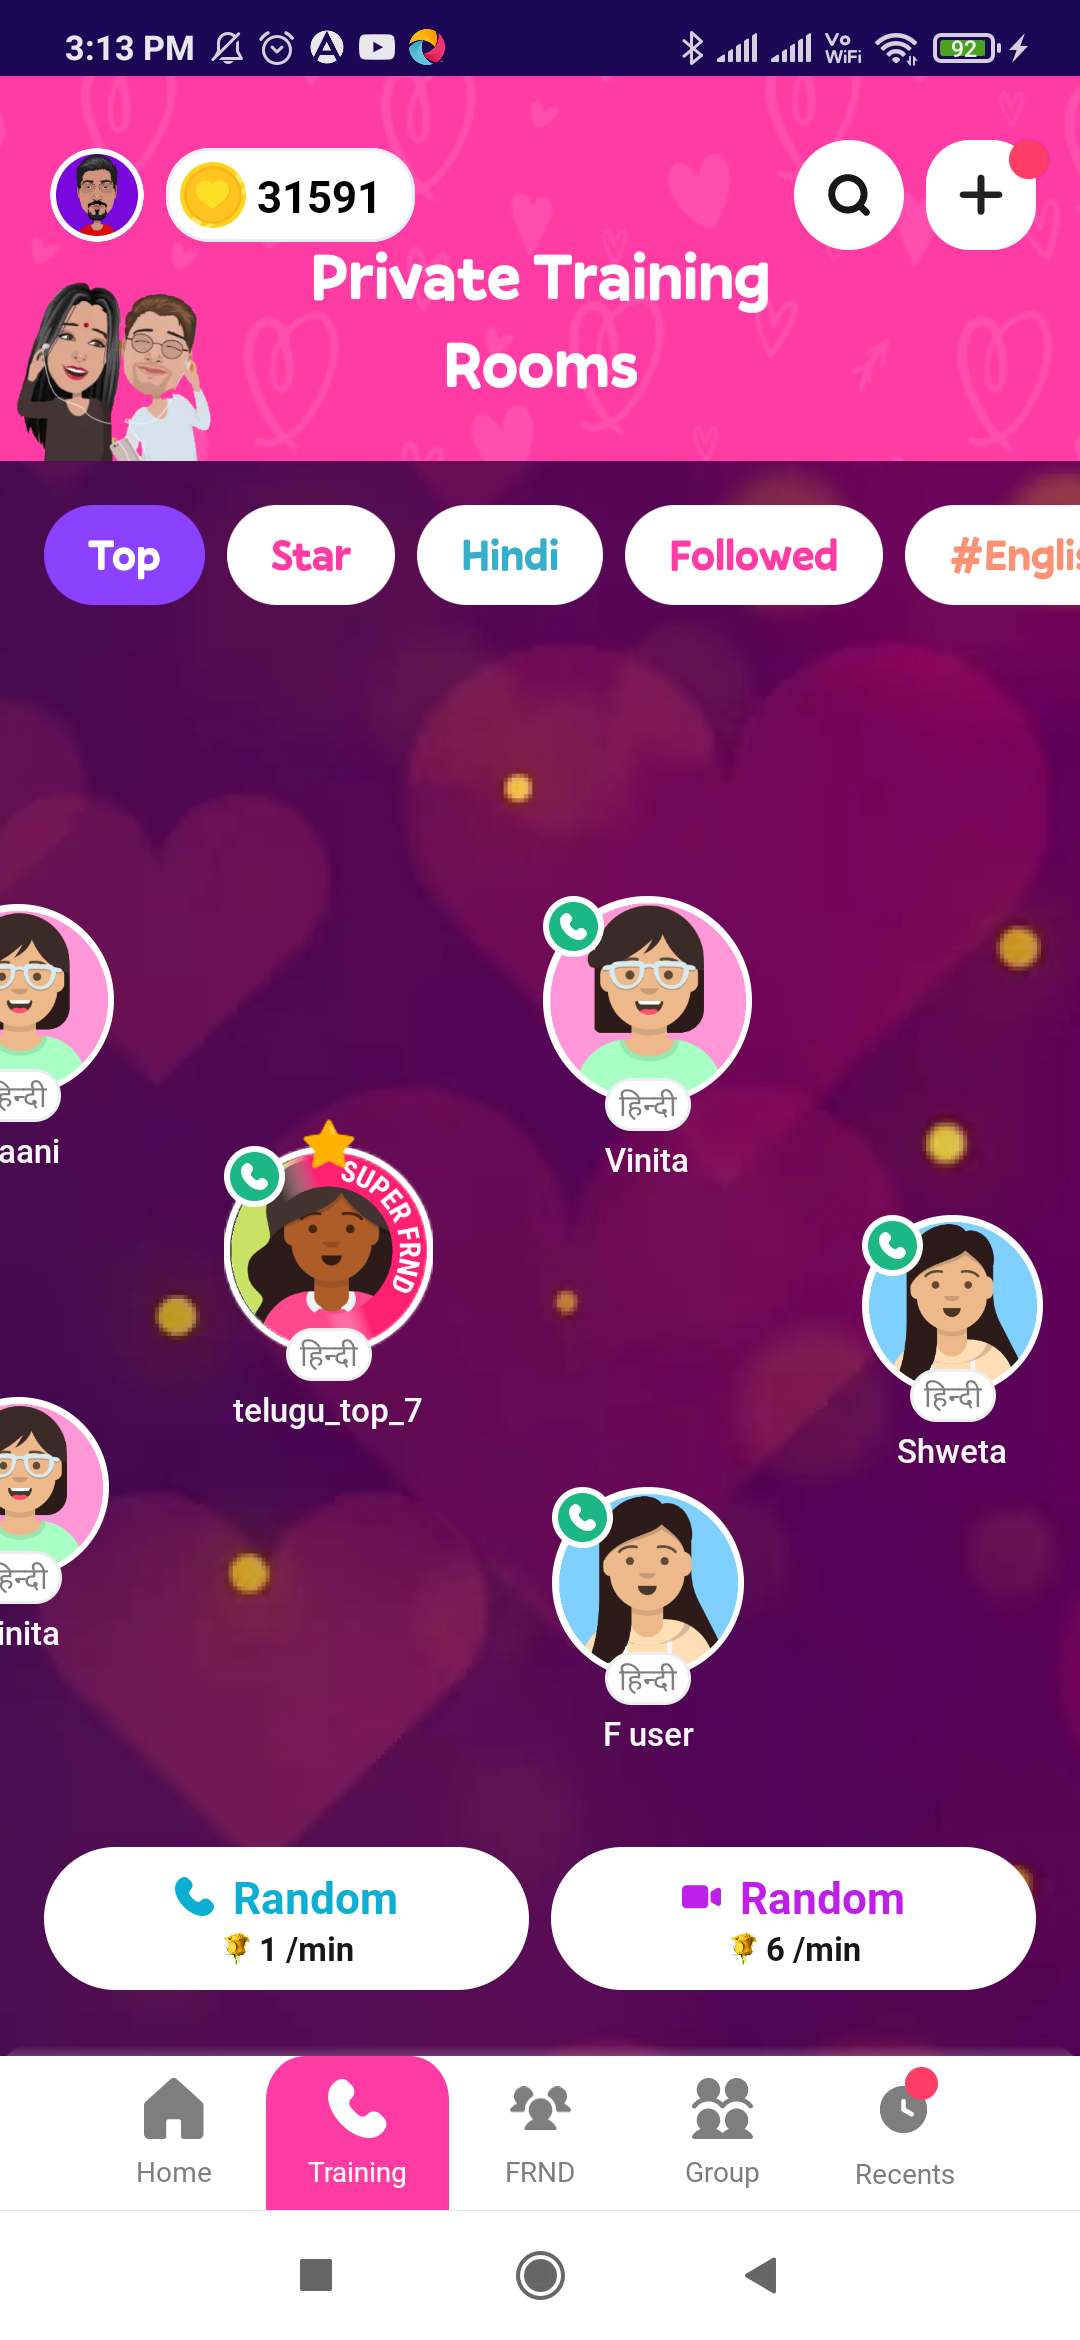 3:13 PM
Vo WiFi
92
31591
Private Training
Rooms
Top
Star
Hindi
Followed
#Englis
हिन्दी
Vinita
हिन्दी
aani
SUPER FRND
हिन्दी
telugu_top_7
हिन्दी
Shweta
हिन्दी
inita
हिन्दी
F user
Random
1 /min
Random
6 /min
Home
Training
FRND
Group
Recents